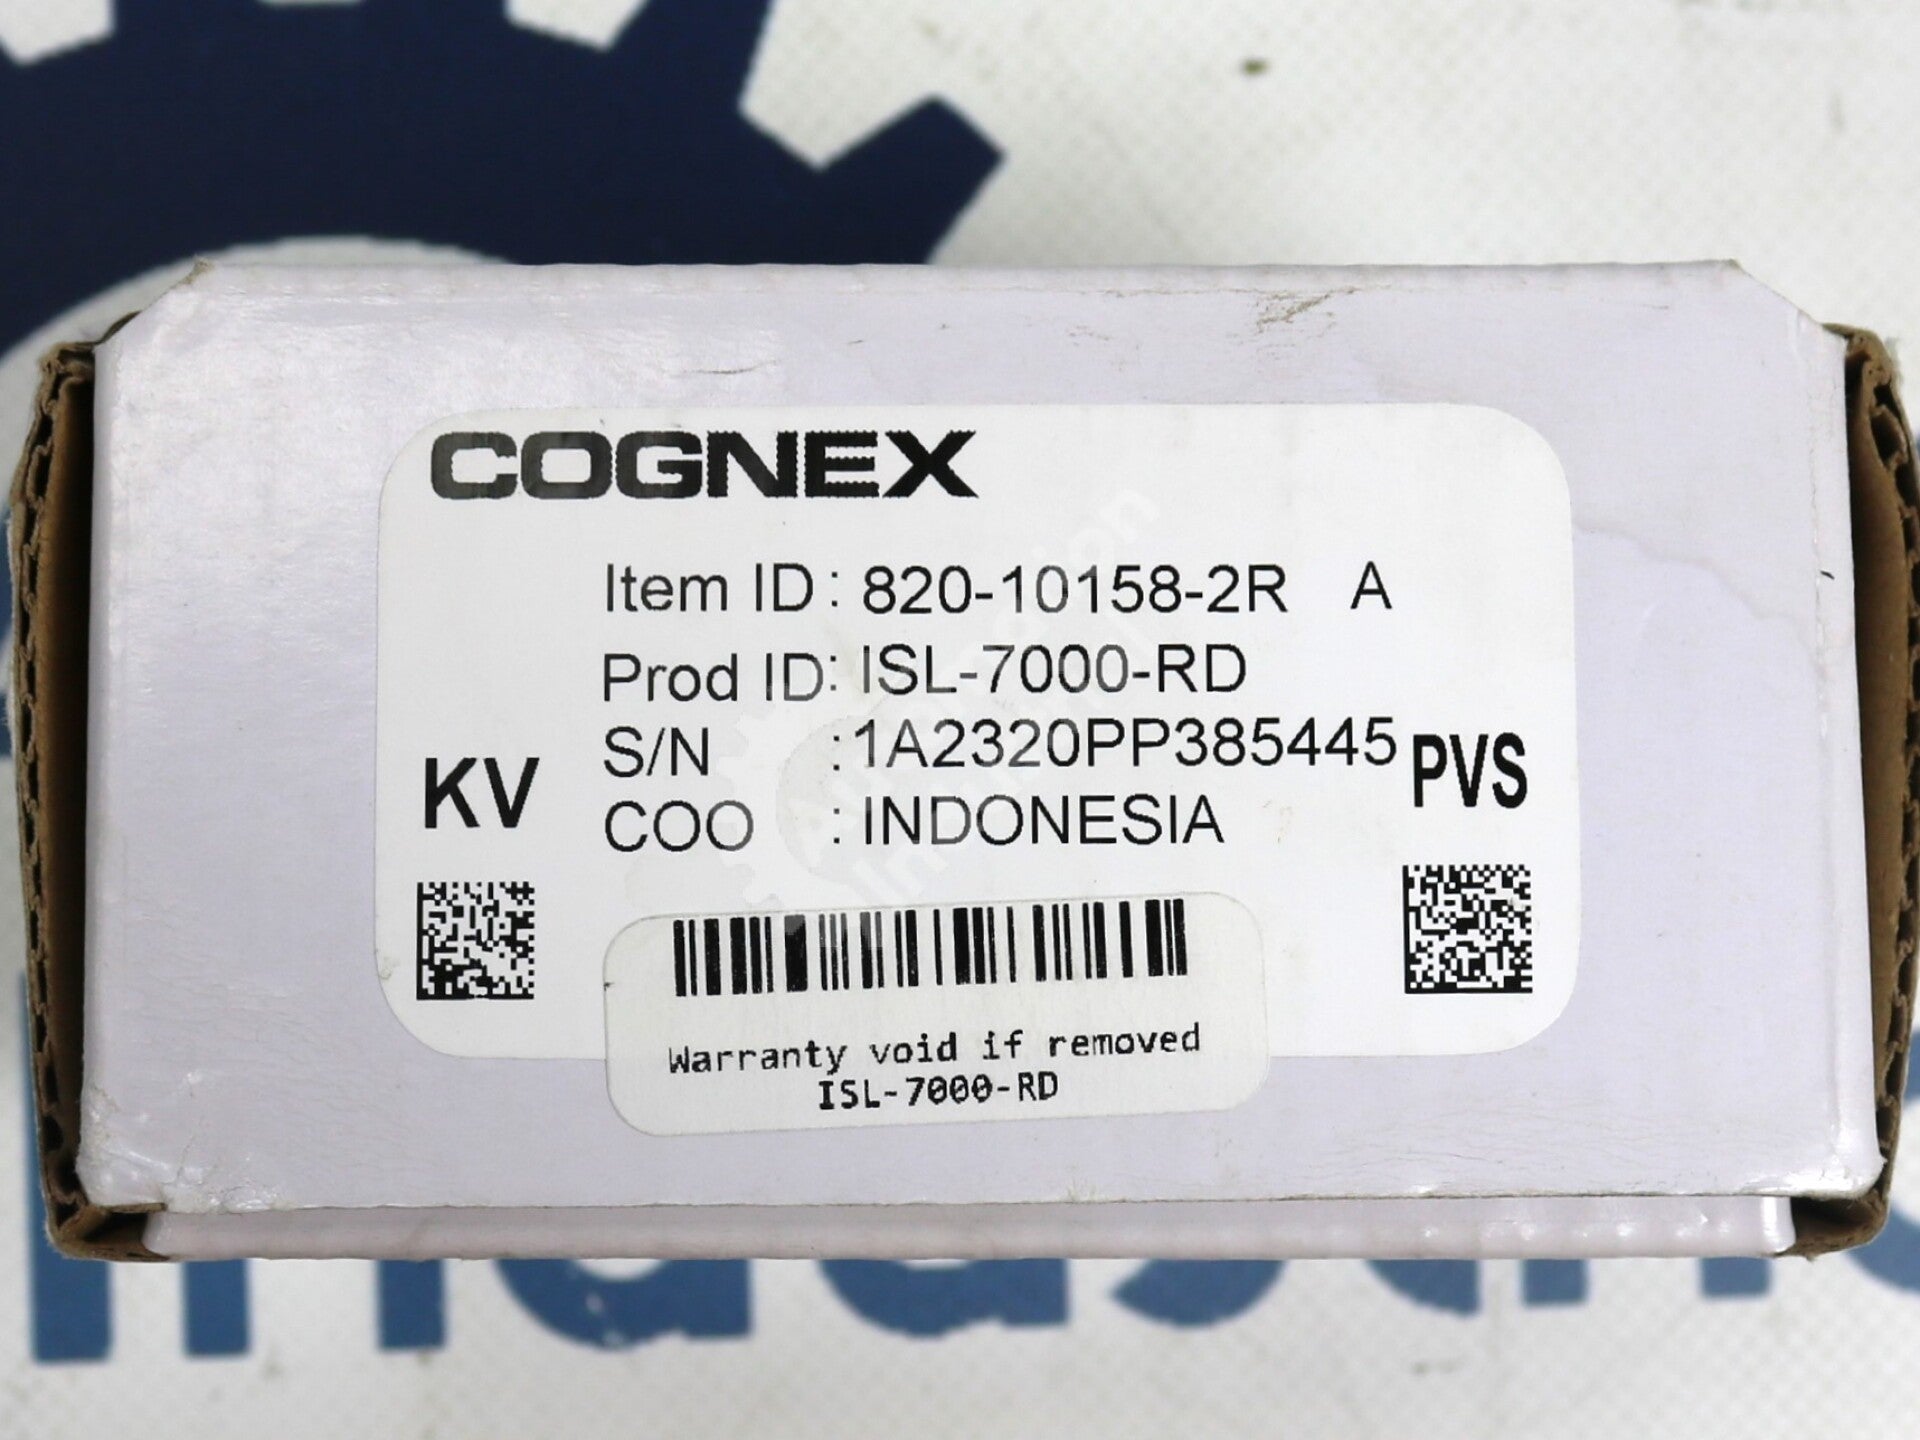 COGNEX
Item ID: 820-10158-2R A
Prod ID: ISL-7000-RD
S/N :1A2320PP385445
COO : INDONESIA
KV
PVS
Warranty void if removed
ISL-7000-RD